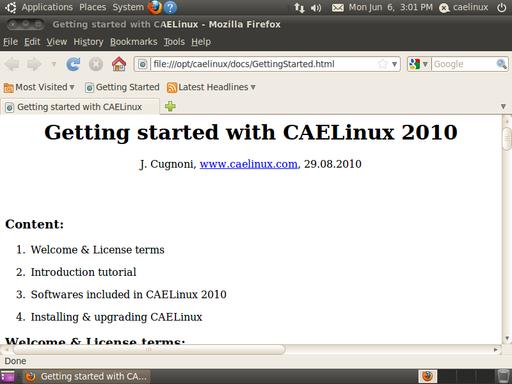 Applications Places System Mon Jun 6, 3:01 PM caelinux
Getting started with CAELinux - Mozilla Firefox
File Edit View History Bookmarks Tools Help
file:///opt/caelinux/docs/GettingStarted.html Google
Most Visited Getting Started Latest Headlines
Getting started with CAELinux
Getting started with CAELinux 2010
J. Cugnoni, www.caelinux.com, 29.08.2010
Content:
1. Welcome & License terms
2. Introduction tutorial
3. Softwares included in CAELinux 2010
4. Installing & upgrading CAELinux
Welcome & License terms:
Done
Getting started with CA...